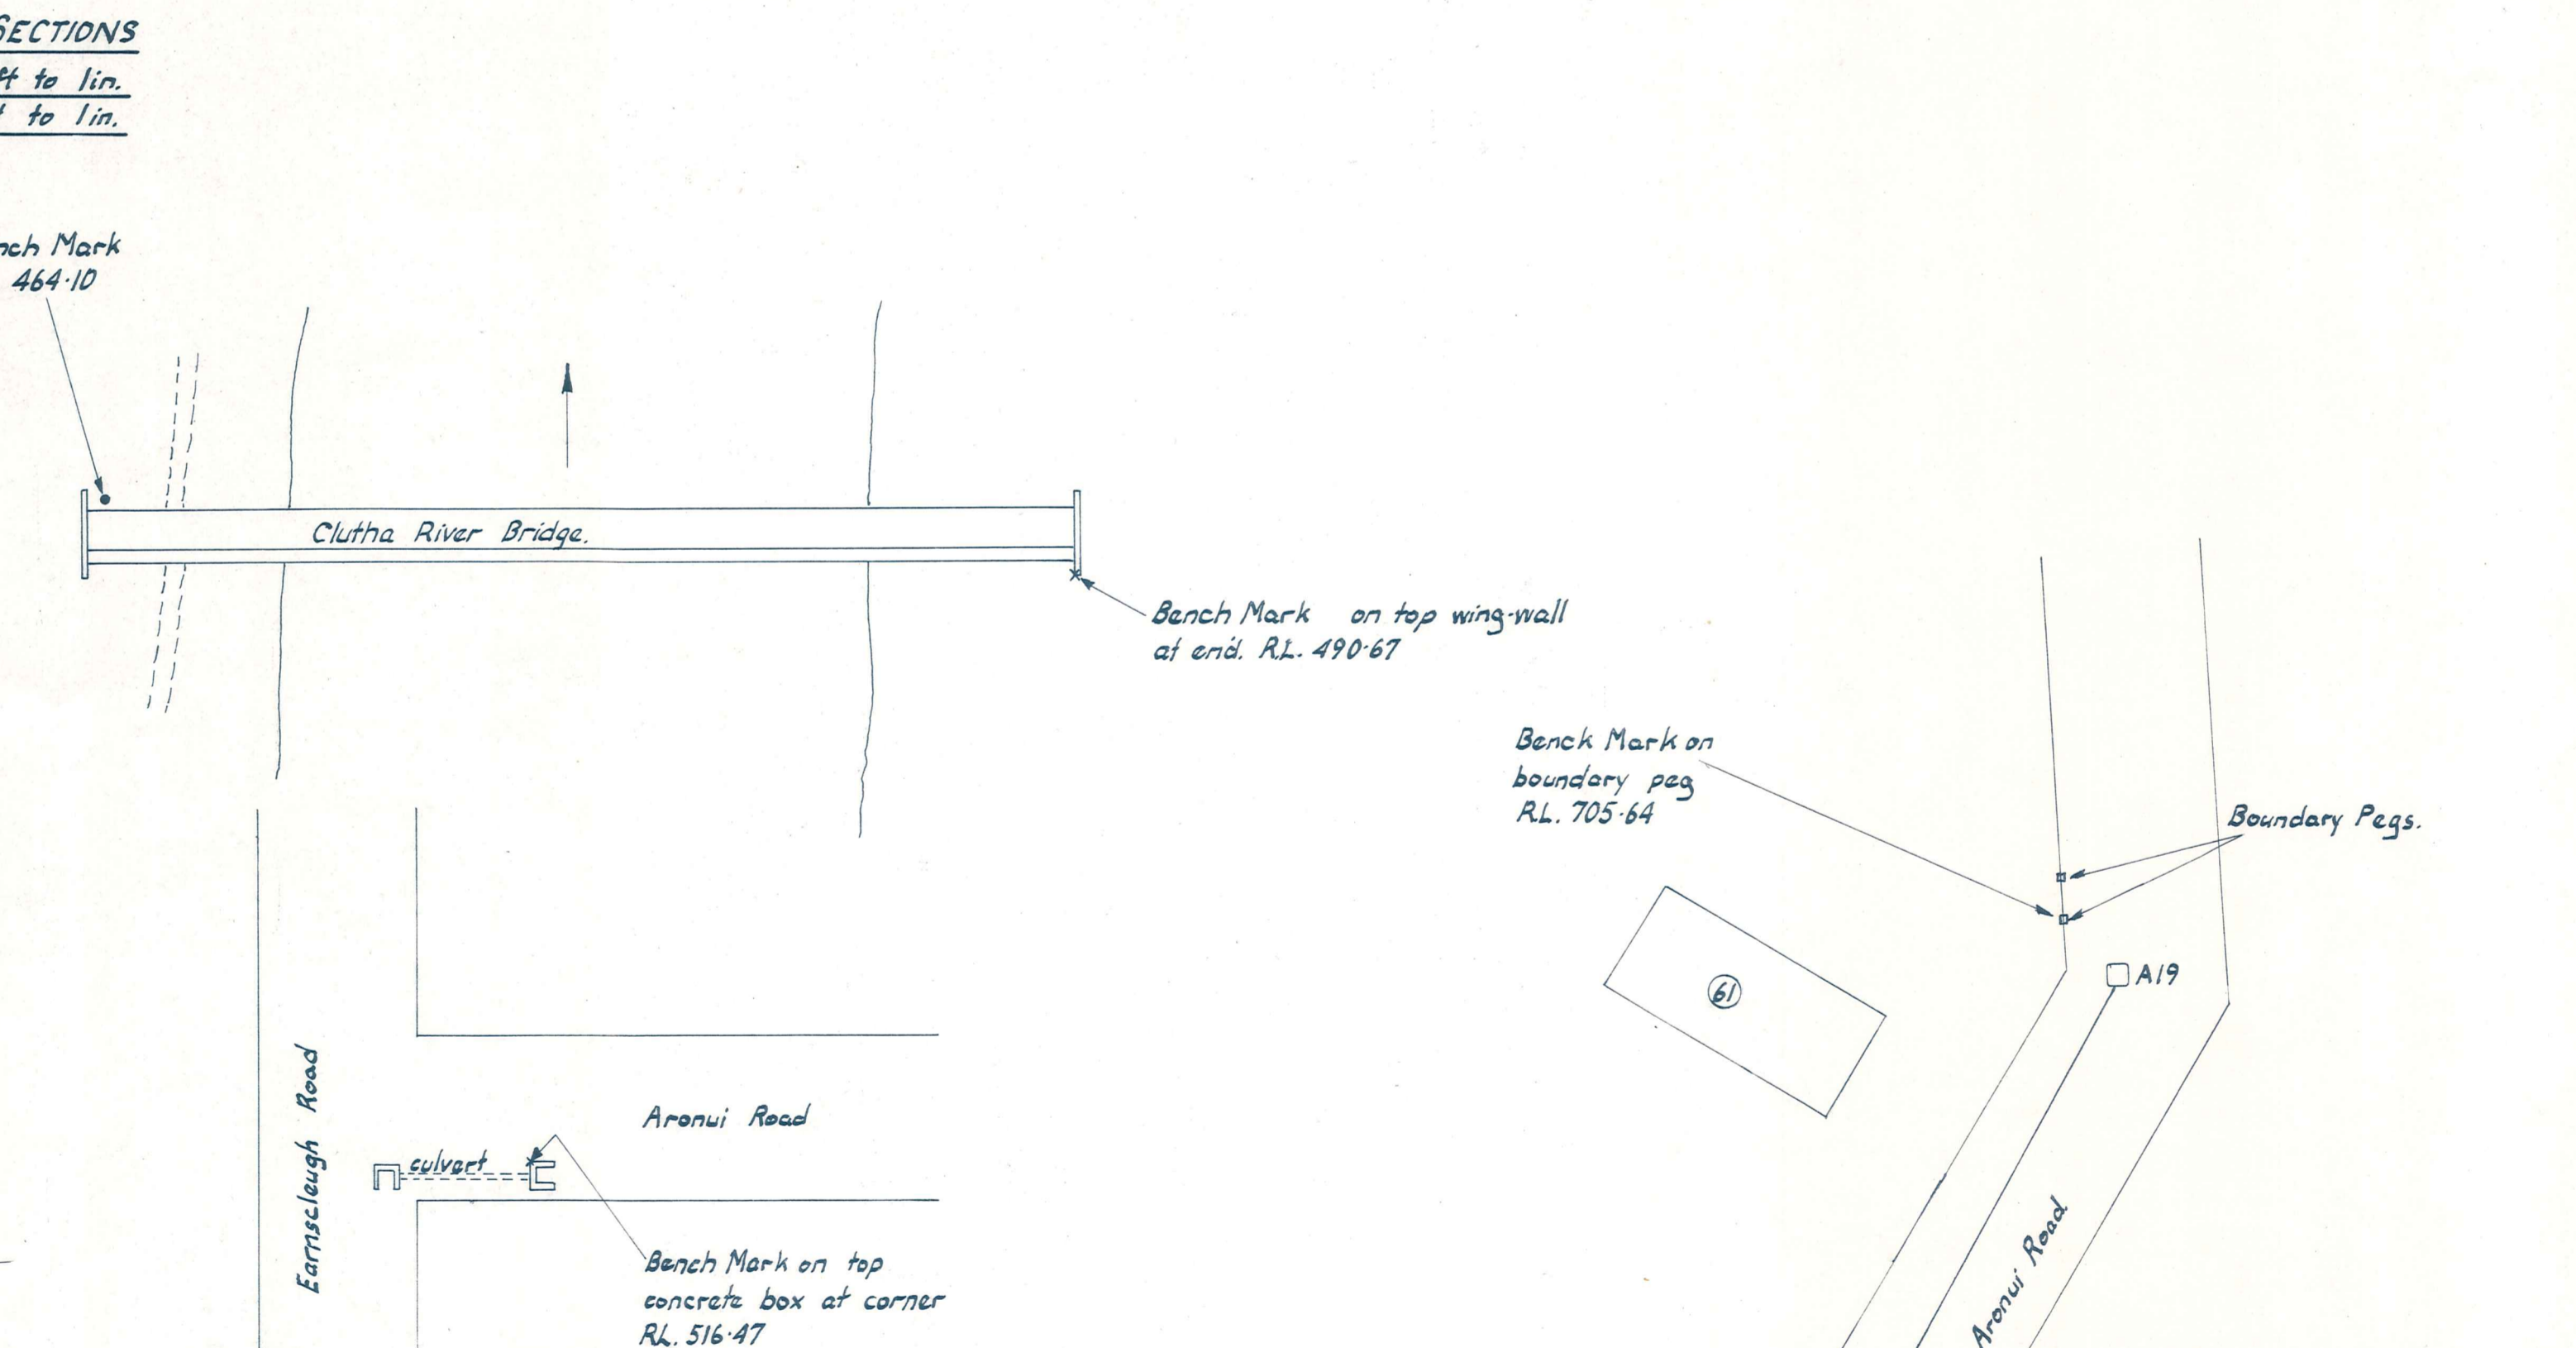 SECTIONS
ft to 1in.
to 1in.
nch Mark
464·10
Clutha River Bridge.
Bench Mark on top wing-wall
at end. R.L. 490·67
Benck Mark on
boundary peg
RL. 705·64
Boundary Pegs.
61
A19
Earnscleugh Road
Aronui Road
culvert
Bench Mark on top
concrete box at corner
RL. 516·47
Aronui Road